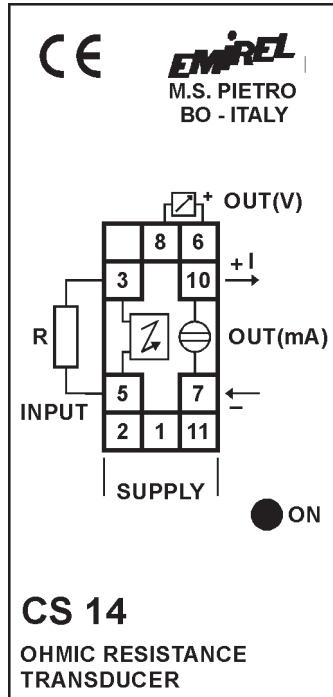 CE
EMIREL
M.S. PIETRO
BO - ITALY
+ OUT(V)
8 6
3 10 + I
R OUT(mA)
5 7 –
INPUT
2 1 11
SUPPLY
ON
CS 14
OHMIC RESISTANCE
TRANSDUCER